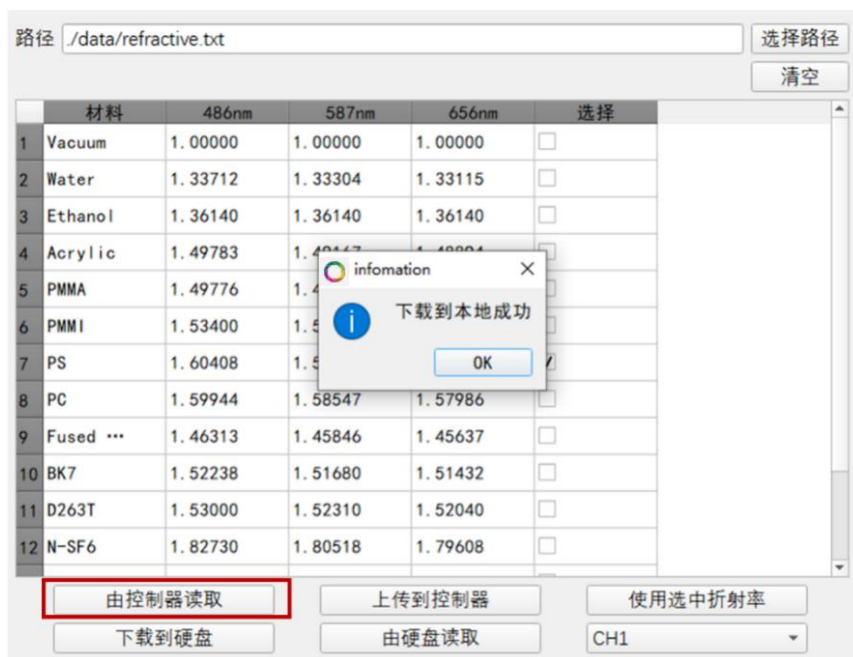 路径 ./data/refractive.txt 选择路径
清空
材料 486nm 587nm 656nm 选择
1 Vacuum 1.00000 1.00000 1.00000
2 Water 1.33712 1.33304 1.33115
3 Ethanol 1.36140 1.36140 1.36140
4 Acrylic 1.49783
infomation
5 PMMA 1.49776
下载到本地成功
6 PMMI 1.53400
7 PS 1.60408 OK
8 PC 1.59944 1.58547 1.57986
9 Fused … 1.46313 1.45846 1.45637
10 BK7 1.52238 1.51680 1.51432
11 D263T 1.53000 1.52310 1.52040
12 N-SF6 1.82730 1.80518 1.79608
由控制器读取 上传到控制器 使用选中折射率
下载到硬盘 由硬盘读取 CH1